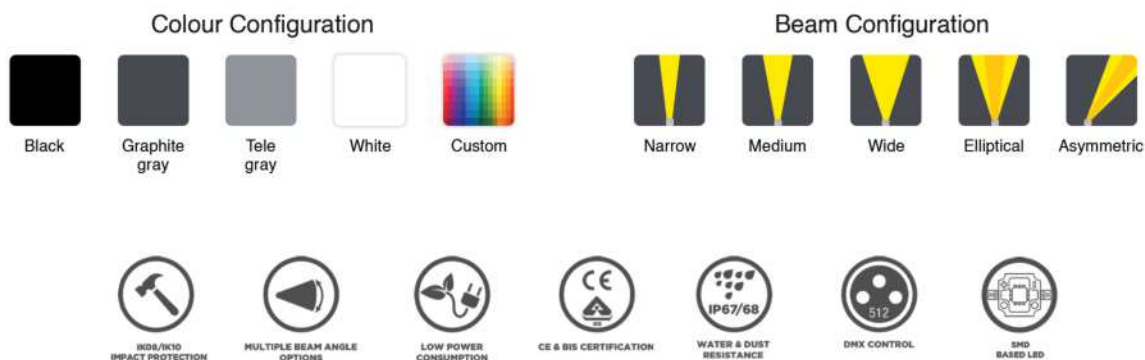 Colour Configuration
Beam Configuration
Black
Graphite
gray
Tele
gray
White
Custom
Narrow
Medium
Wide
Elliptical
Asymmetric
IK08/IK10
IMPACT PROTECTION
MULTIPLE BEAM ANGLE
OPTIONS
LOW POWER
CONSUMPTION
CE
CE & BIS CERTIFICATION
IP67/68
WATER & DUST
RESISTANCE
512
DMX CONTROL
SMD
BASED LED